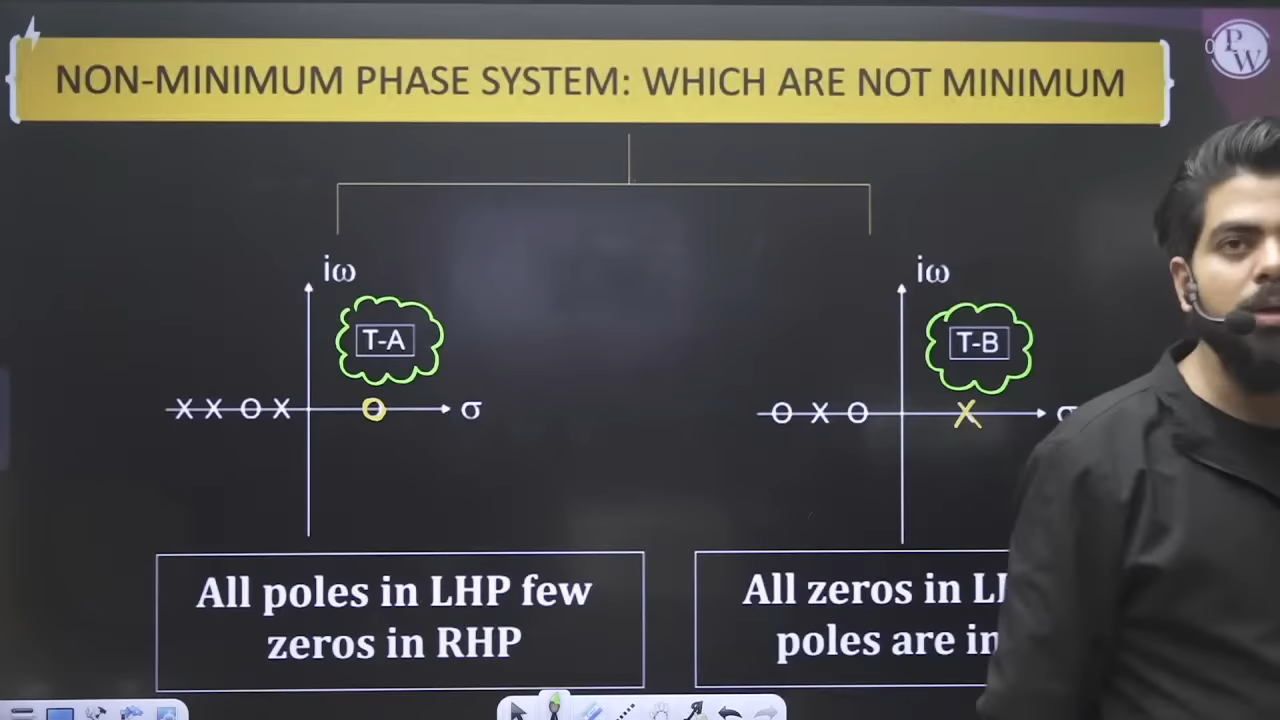 NON-MINIMUM PHASE SYSTEM: WHICH ARE NOT MINIMUM
PW
iω
iω
T-A
T-B
X X O X O σ
O X O X σ
All poles in LHP few
zeros in RHP
All zeros in
poles are in